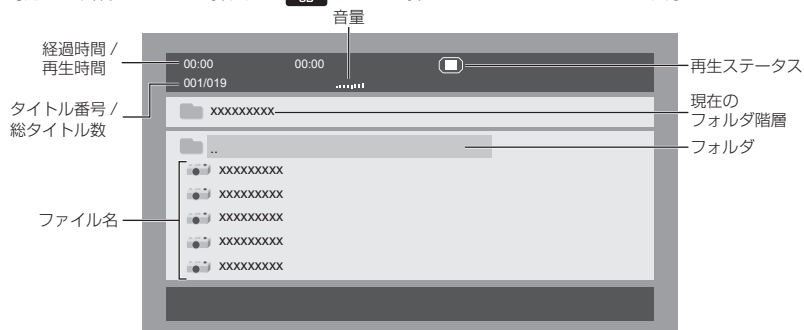 音量
経過時間 /
再生時間
00:00 00:00
再生ステータス
001/019
タイトル番号 /
総タイトル数
xxxxxxxxx
現在の
フォルダ階層
..
フォルダ
xxxxxxxxx
xxxxxxxxx
ファイル名
xxxxxxxxx
xxxxxxxxx
xxxxxxxxx